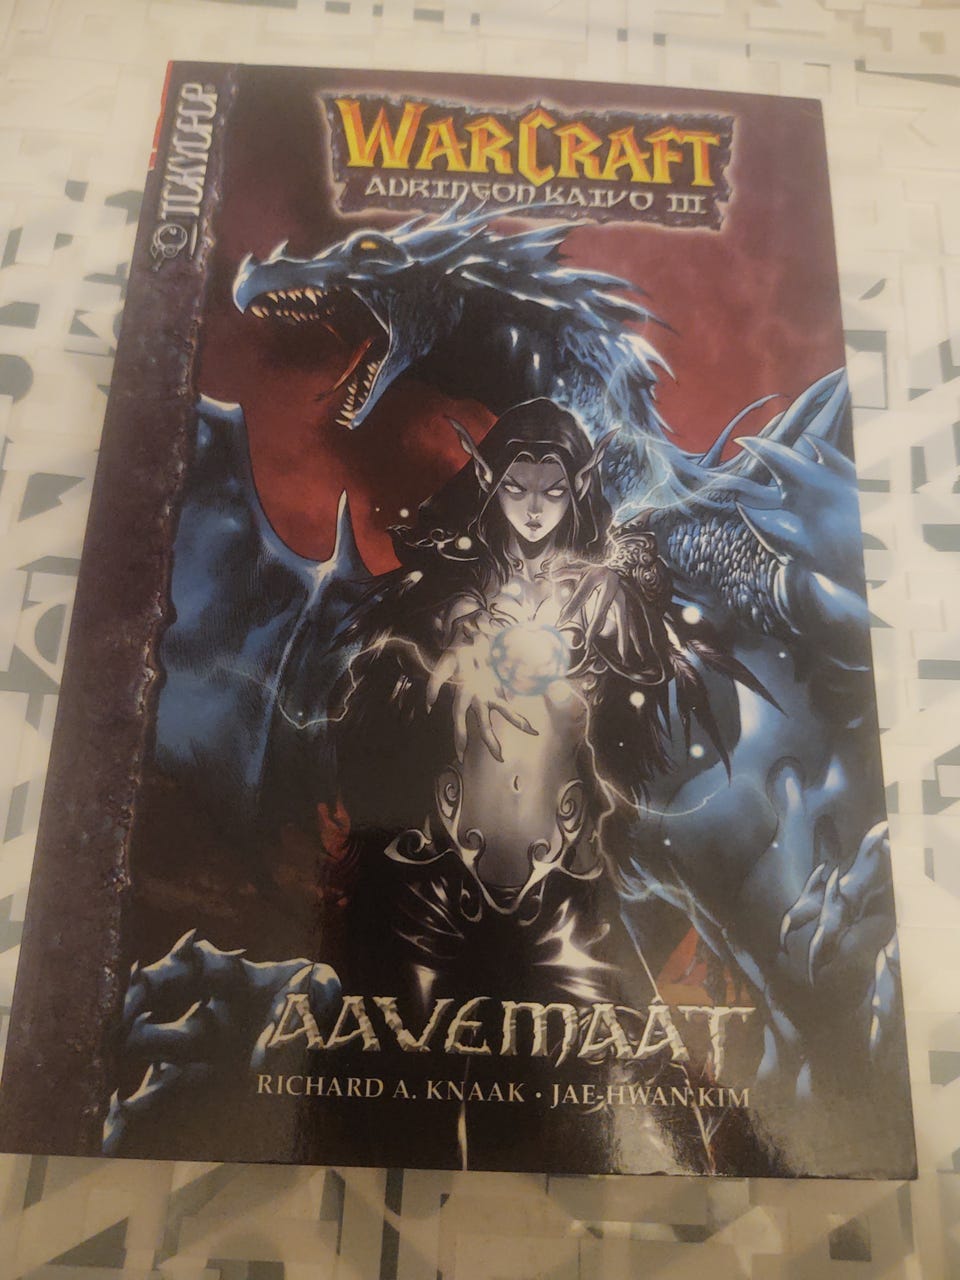 TOKYOPOP
WARCRAFT
AURINGON KAIVO III
AAVEMAAT
RICHARD A. KNAAK · JAE-HWAN KIM